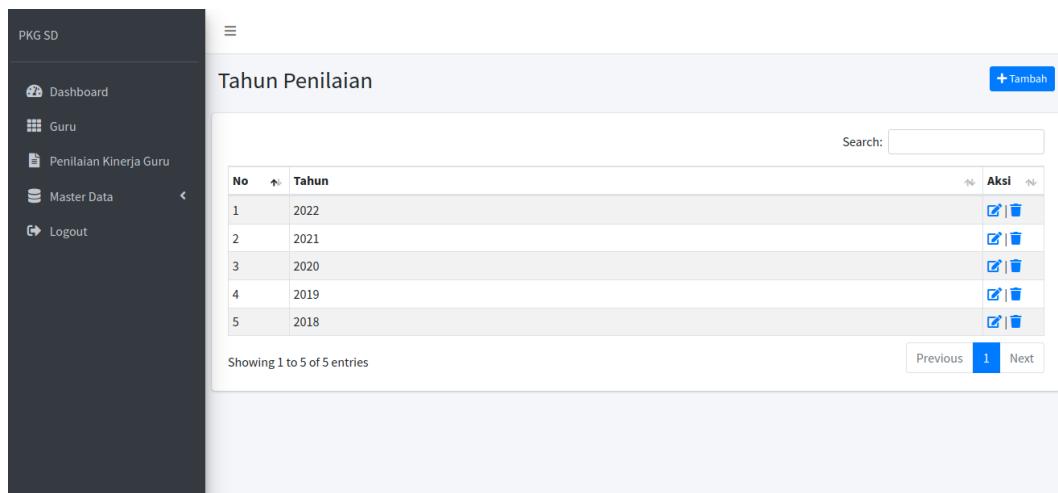 PKG SD
Dashboard
Guru
Penilaian Kinerja Guru
Master Data
Logout
Tahun Penilaian
Tambah
Search:
No Tahun Aksi
1 2022 |
2 2021 |
3 2020 |
4 2019 |
5 2018 |
Showing 1 to 5 of 5 entries
Previous 1 Next